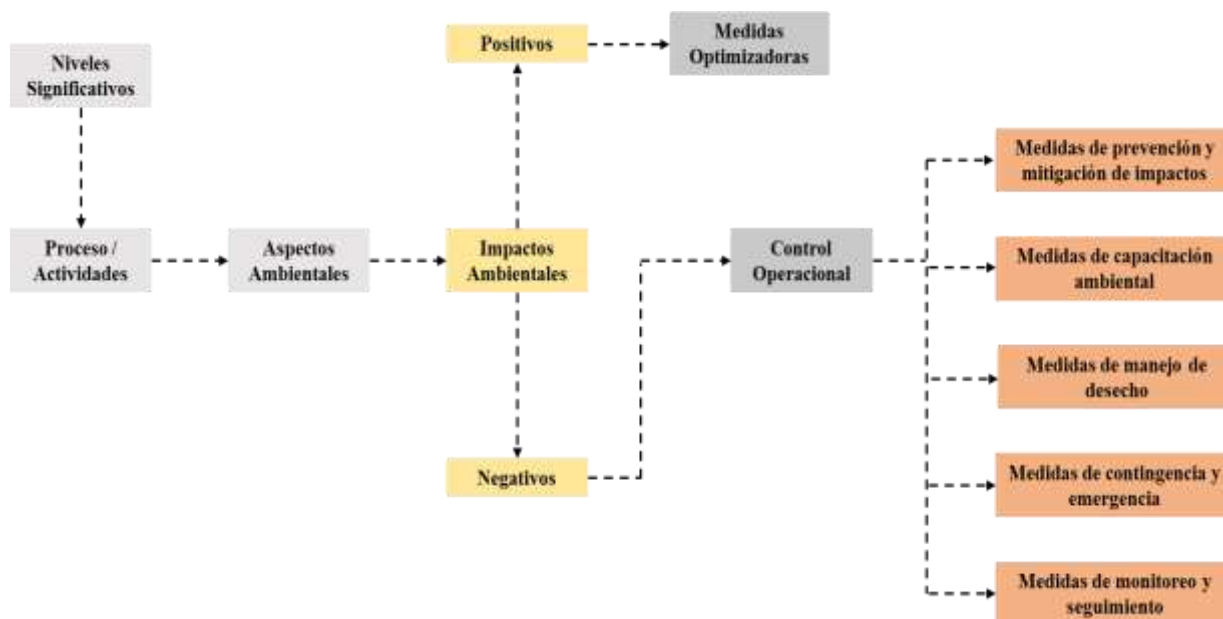 Niveles
Significativos
Positivos
Medidas
Optimizadoras
Proceso /
Actividades
Aspectos
Ambientales
Impactos
Ambientales
Control
Operacional
Negativos
Medidas de prevención y
mitigación de impactos
Medidas de capacitación
ambiental
Medidas de manejo de
desecho
Medidas de contingencia y
emergencia
Medidas de monitoreo y
seguimiento